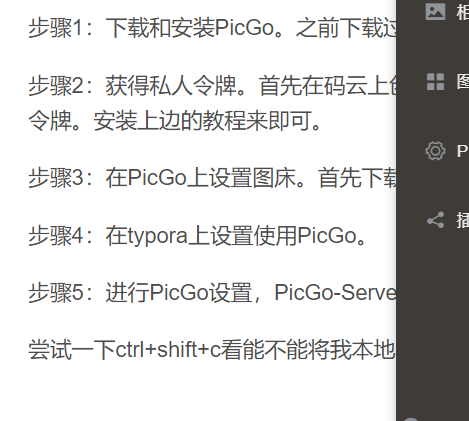 步骤1：下载和安装PicGo。之前下载过
步骤2：获得私人令牌。首先在码云上
令牌。安装上边的教程来即可。
步骤3：在PicGo上设置图床。首先下载
步骤4：在typora上设置使用PicGo。
步骤5：进行PicGo设置，PicGo-Serve
尝试一下ctrl+shift+c看能不能将我本地
相
图
P
插